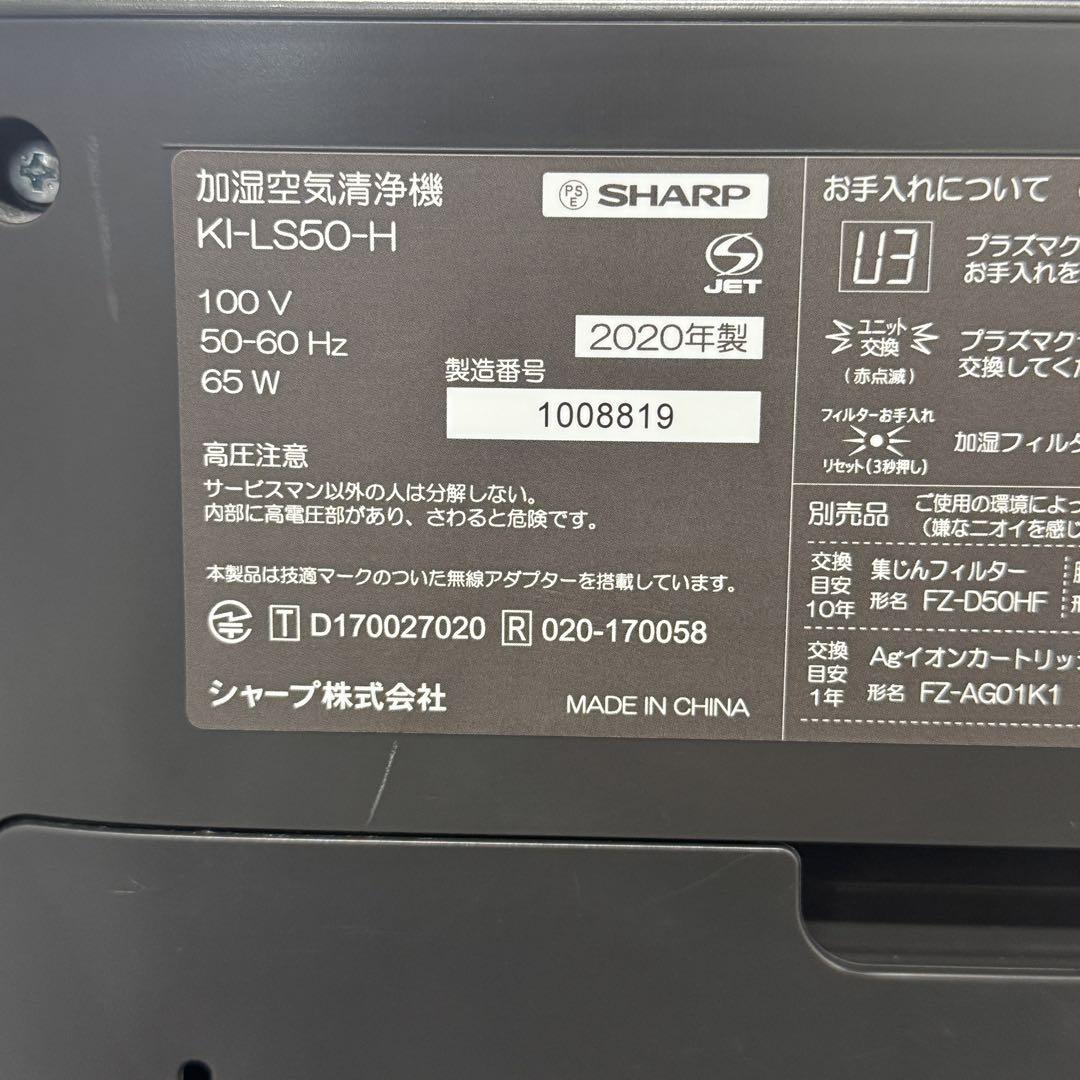 加湿空気清浄機
KI-LS50-H
PSE SHARP
JET
100 V
50-60 Hz
65 W
2020年製
製造番号
1008819
高圧注意
サービスマン以外の人は分解しない。
内部に高電圧部があり、さわると危険です。
本製品は技適マークのついた無線アダプターを搭載しています。
T D170027020 R 020-170058
シャープ株式会社
MADE IN CHINA
お手入れについて
U3
プラズマク
お手入れを
ユニット
交換
(赤点滅)
プラズマク
交換してくだ
フィルターお手入れ
リセット(3秒押し)
加湿フィルタ
別売品
ご使用の環境によっ
(嫌なニオイを感じ
交換
目安
10年
集じんフィルター
形名 FZ-D50HF
交換
目安
1年
Agイオンカートリッジ
形名 FZ-AG01K1